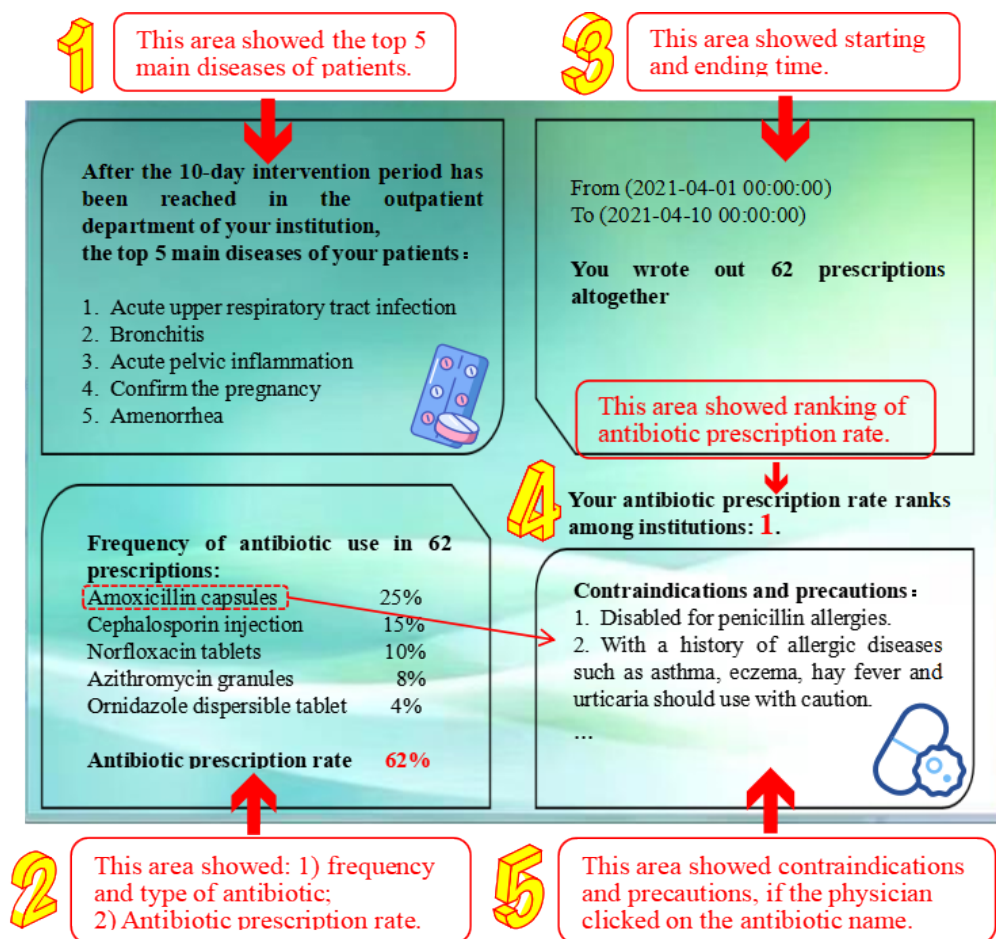 1
This area showed the top 5
main diseases of patients.
3
This area showed starting
and ending time.
After the 10-day intervention period has
been reached in the outpatient
department of your institution,
the top 5 main diseases of your patients：
1. Acute upper respiratory tract infection
2. Bronchitis
3. Acute pelvic inflammation
4. Confirm the pregnancy
5. Amenorrhea
From (2021-04-01 00:00:00)
To (2021-04-10 00:00:00)
You wrote out 62 prescriptions
altogether
This area showed ranking of
antibiotic prescription rate.
4
Your antibiotic prescription rate ranks
among institutions: 1.
Frequency of antibiotic use in 62
prescriptions:
Amoxicillin capsules 25%
Cephalosporin injection 15%
Norfloxacin tablets 10%
Azithromycin granules 8%
Ornidazole dispersible tablet 4%
Antibiotic prescription rate 62%
Contraindications and precautions：
1. Disabled for penicillin allergies.
2. With a history of allergic diseases
such as asthma, eczema, hay fever and
urticaria should use with caution.
...
2
This area showed: 1) frequency
and type of antibiotic;
2) Antibiotic prescription rate.
5
This area showed contraindications
and precautions, if the physician
clicked on the antibiotic name.